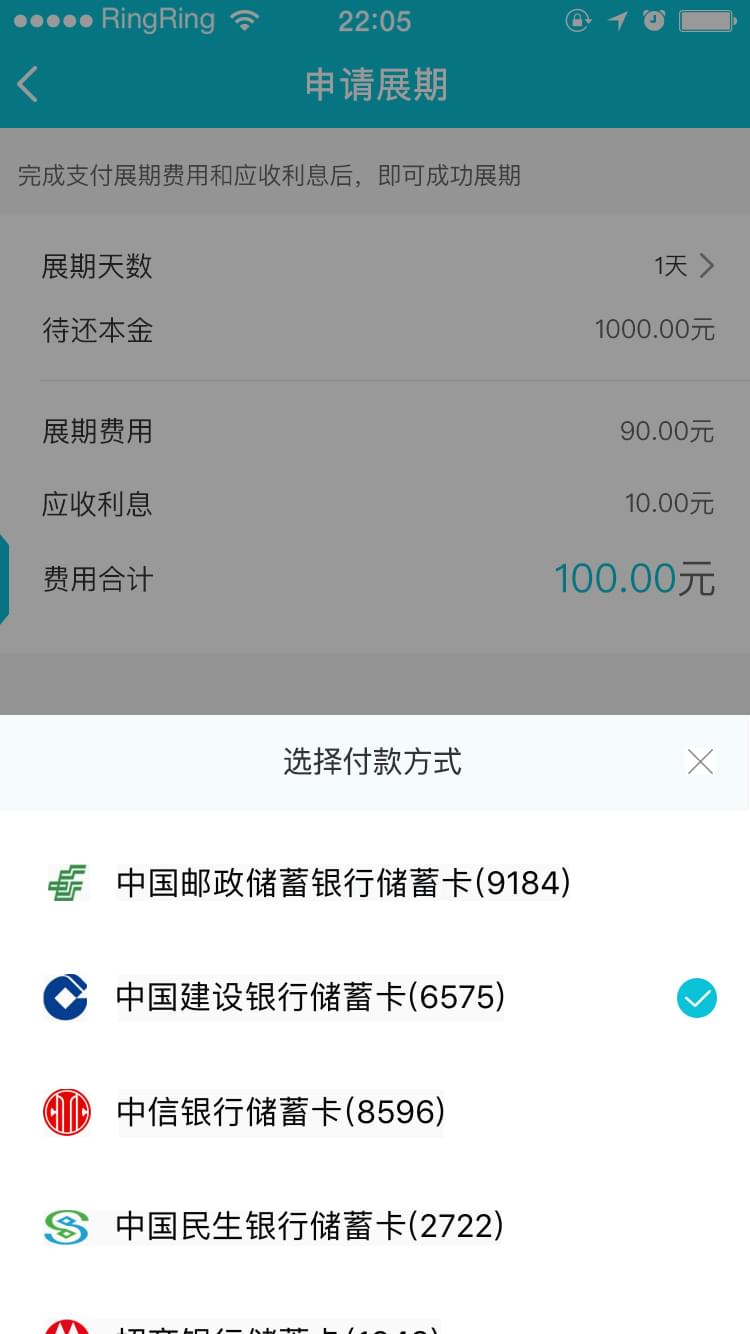 RingRing 22:05
申请展期
完成支付展期费用和应收利息后，即可成功展期
展期天数 1天
待还本金 1000.00元
展期费用 90.00元
应收利息 10.00元
费用合计 100.00元
选择付款方式
中国邮政储蓄银行储蓄卡(9184)
中国建设银行储蓄卡(6575)
中信银行储蓄卡(8596)
中国民生银行储蓄卡(2722)